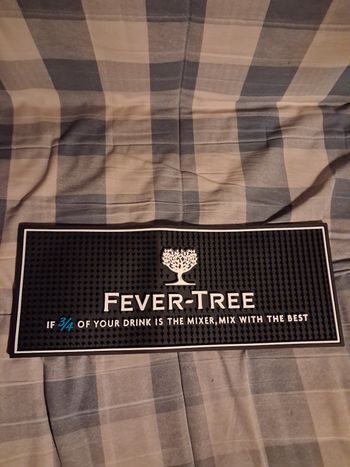 FEVER-TREE
IF 3/4 OF YOUR DRINK IS THE MIXER, MIX WITH THE BEST